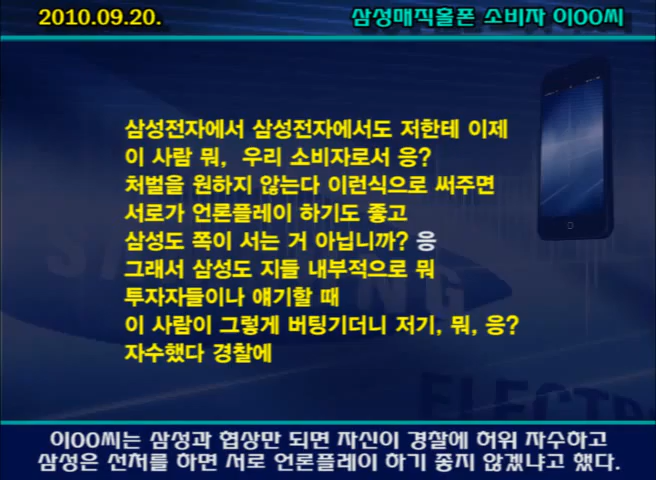 2010.09.20.
삼성매직홀폰 소비자 이OO씨
삼성전자에서 삼성전자에서도 저한테 이제
이 사람 뭐, 우리 소비자로서 응?
처벌을 원하지 않는다 이런식으로 써주면
서로가 언론플레이 하기도 좋고
삼성도 쪽이 서는 거 아닙니까? 응
그래서 삼성도 지들 내부적으로 뭐
투자자들이나 얘기할 때
이 사람이 그렇게 버팅기더니 저기, 뭐, 응?
자수했다 경찰에
SAMSUNG
ELECTR
이OO씨는 삼성과 협상만 되면 자신이 경찰에 허위 자수하고
삼성은 선처를 하면 서로 언론플레이 하기 좋지 않겠냐고 했다.